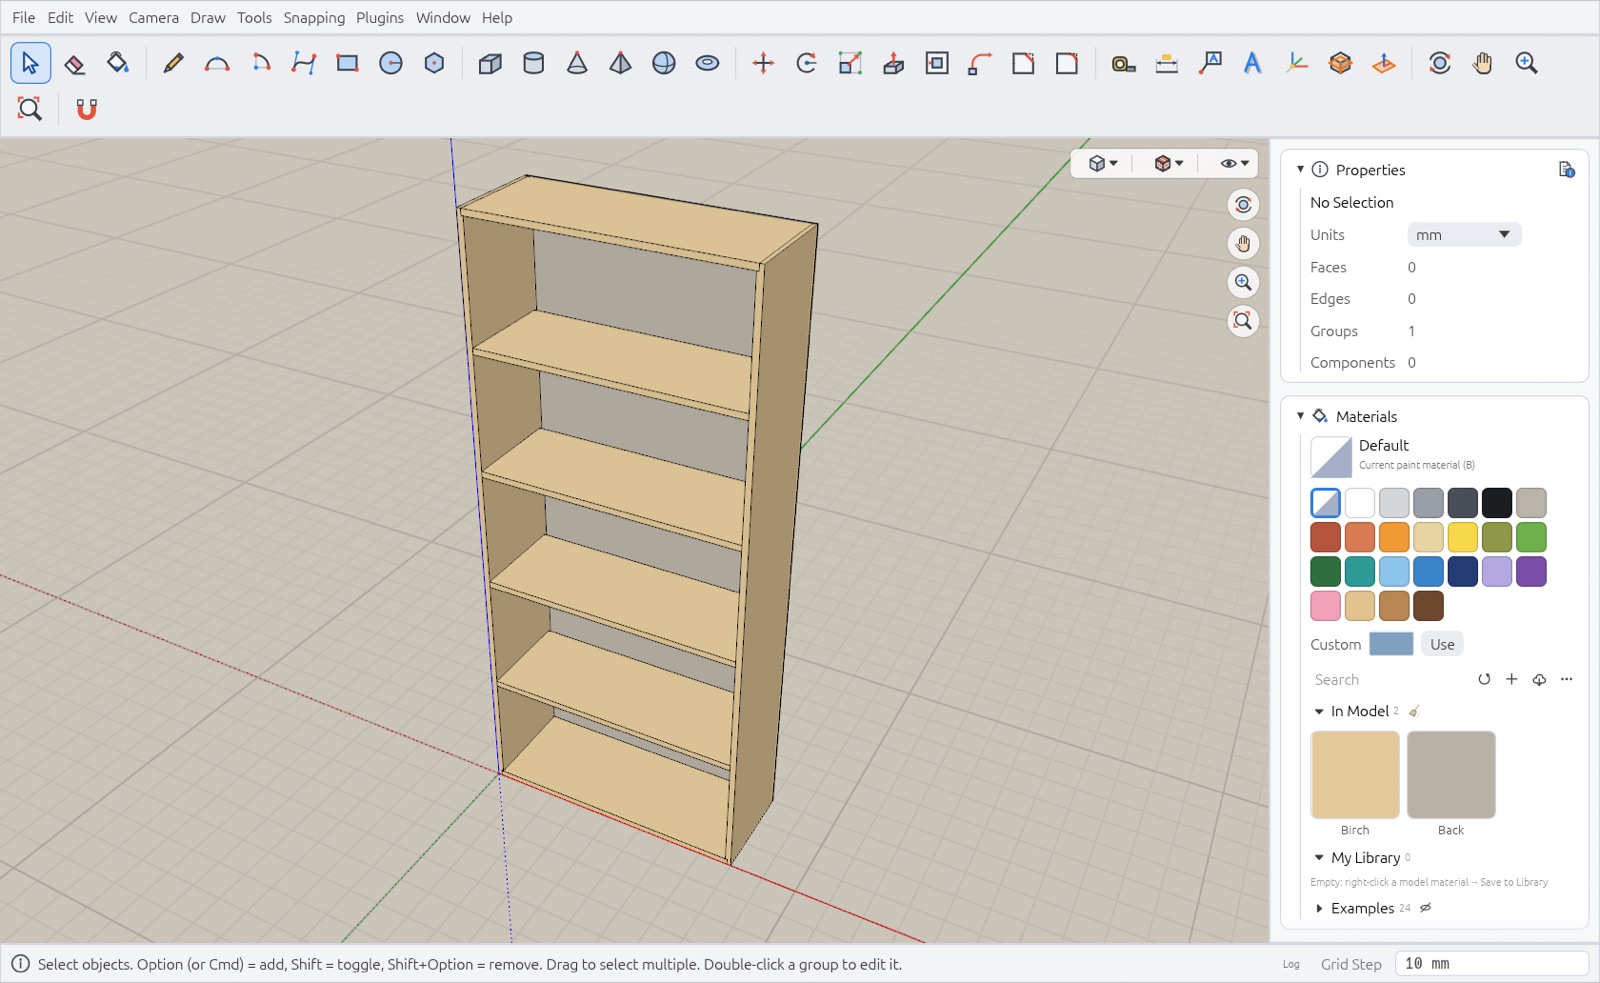 File Edit View Camera Draw Tools Snapping Plugins Window Help
Properties
No Selection
Units mm
Faces 0
Edges 0
Groups 1
Components 0
Materials
Default
Current paint material (B)
Custom Use
Search
In Model 2
Birch Back
My Library 0
Empty: right-click a model material → Save to Library
Examples 24
Select objects. Option (or Cmd) = add, Shift = toggle, Shift+Option = remove. Drag to select multiple. Double-click a group to edit it.
Log Grid Step 10 mm